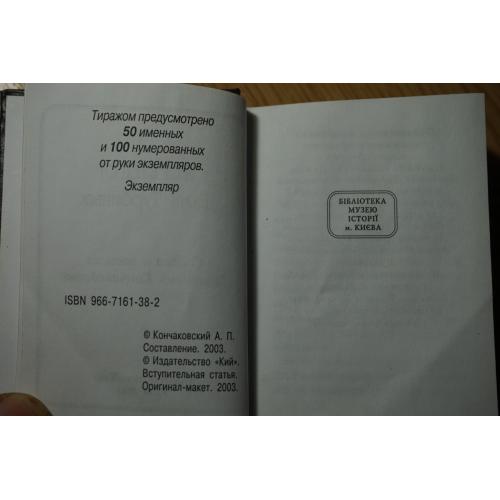 Тиражом предусмотрено
50 именных
и 100 нумерованных
от руки экземпляров.
Экземпляр
ISBN 966-7161-38-2
© Кончаковский А. П.
Составление. 2003.
© Издательство «Кий».
Вступительная статья.
Оригинал-макет. 2003.
БІБЛІОТЕКА
МУЗЕЮ
ІСТОРІЇ
м. КИЄВА